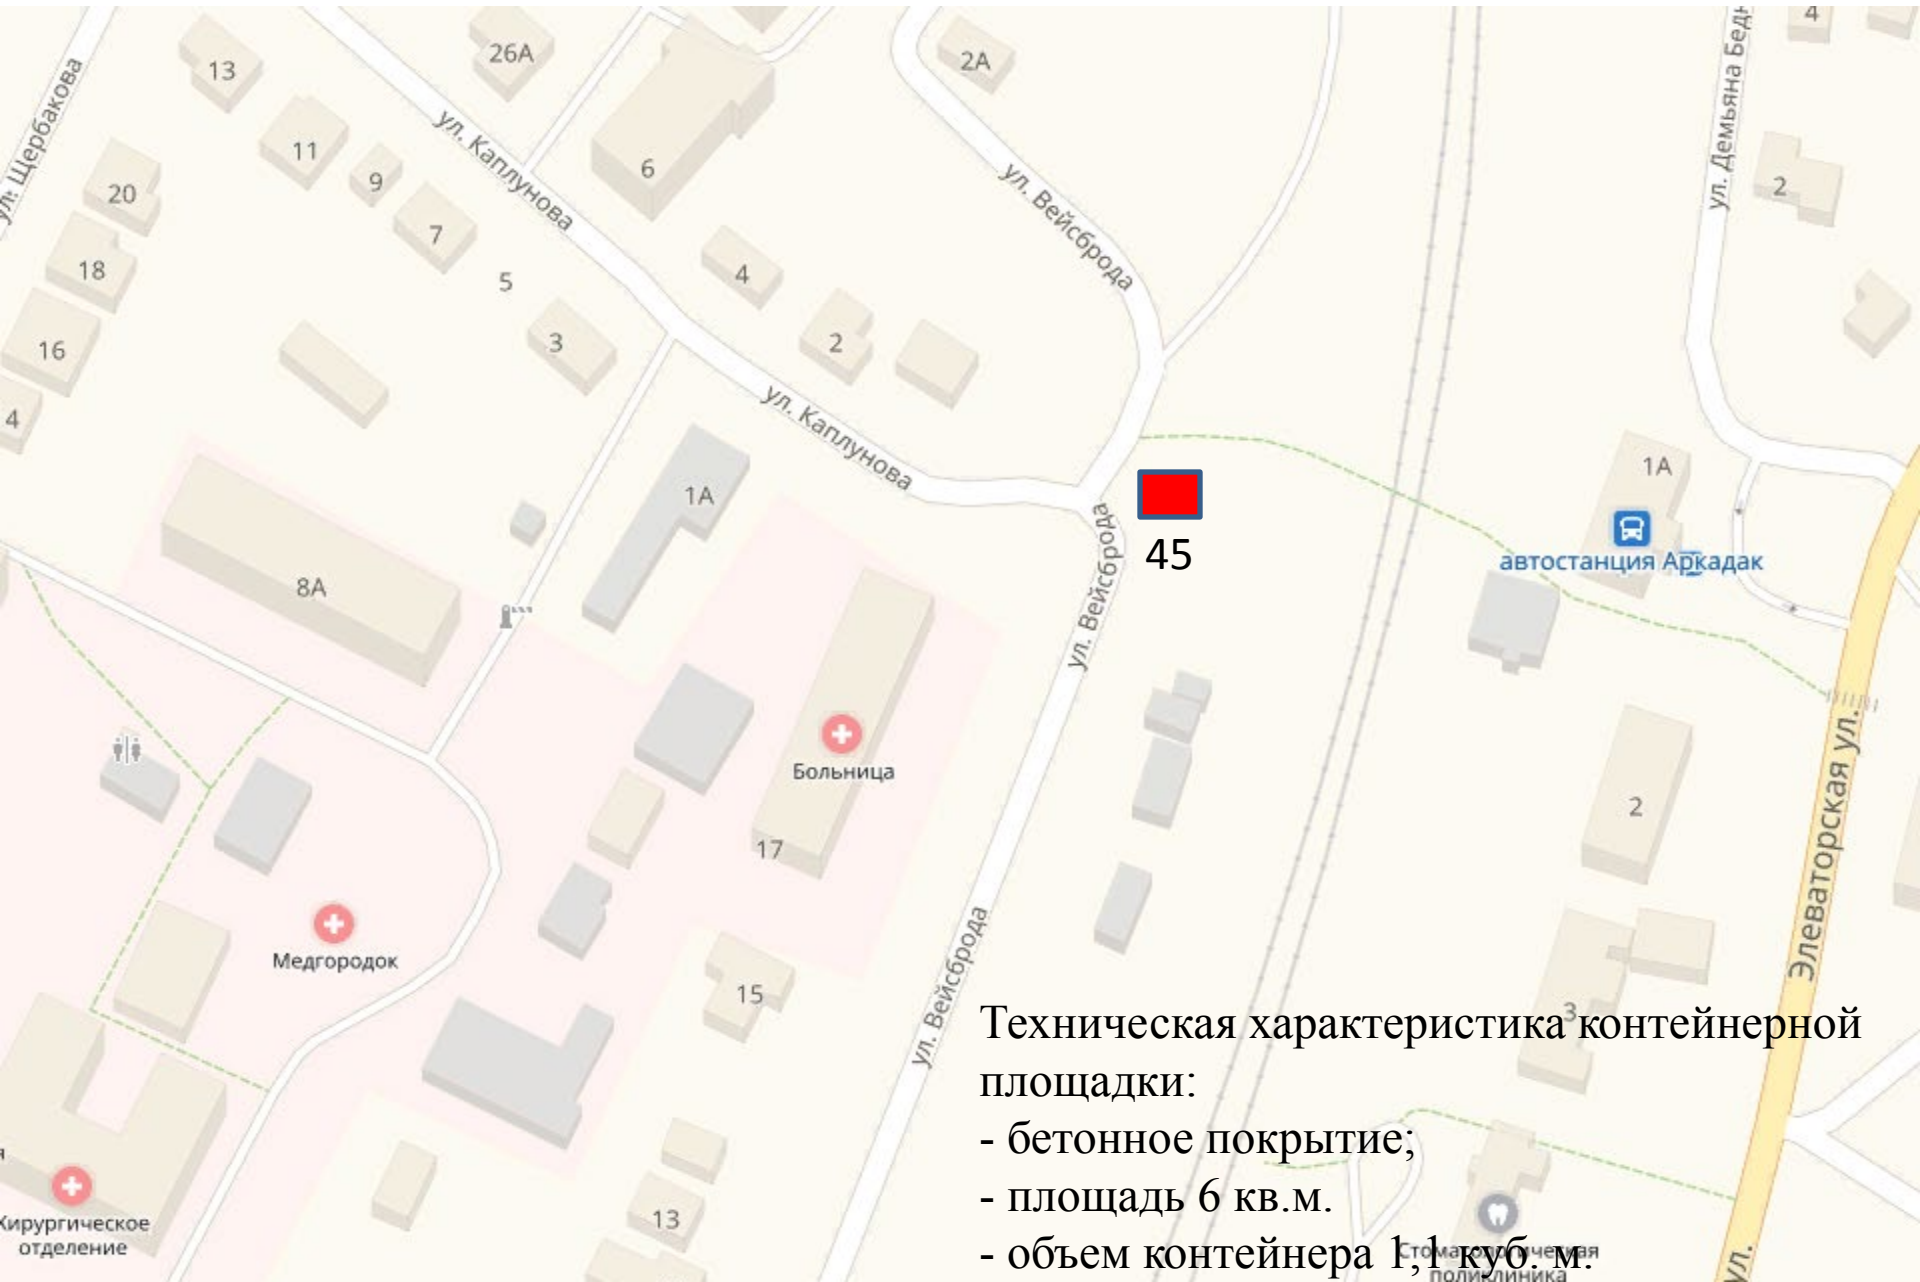 4
13
26А
2А
ул. Щербакова
ул. Каплунова
6
11
9
20
7
ул. Вейсброда
2
18
5
4
16
3
2
4
ул. Каплунова
1А
1А
45
автостанция Аркадак
8А
ул. Вейсброда
Больница
17
2
Элеваторская ул.
Медгородок
15
ул. Вейсброда
3
Техническая характеристика контейнерной
площадки:
- бетонное покрытие;
- площадь 6 кв.м.
- объем контейнера 1,1 куб. м.
13
Хирургическое
отделение
Стоматологическая
поликлиника
ул.